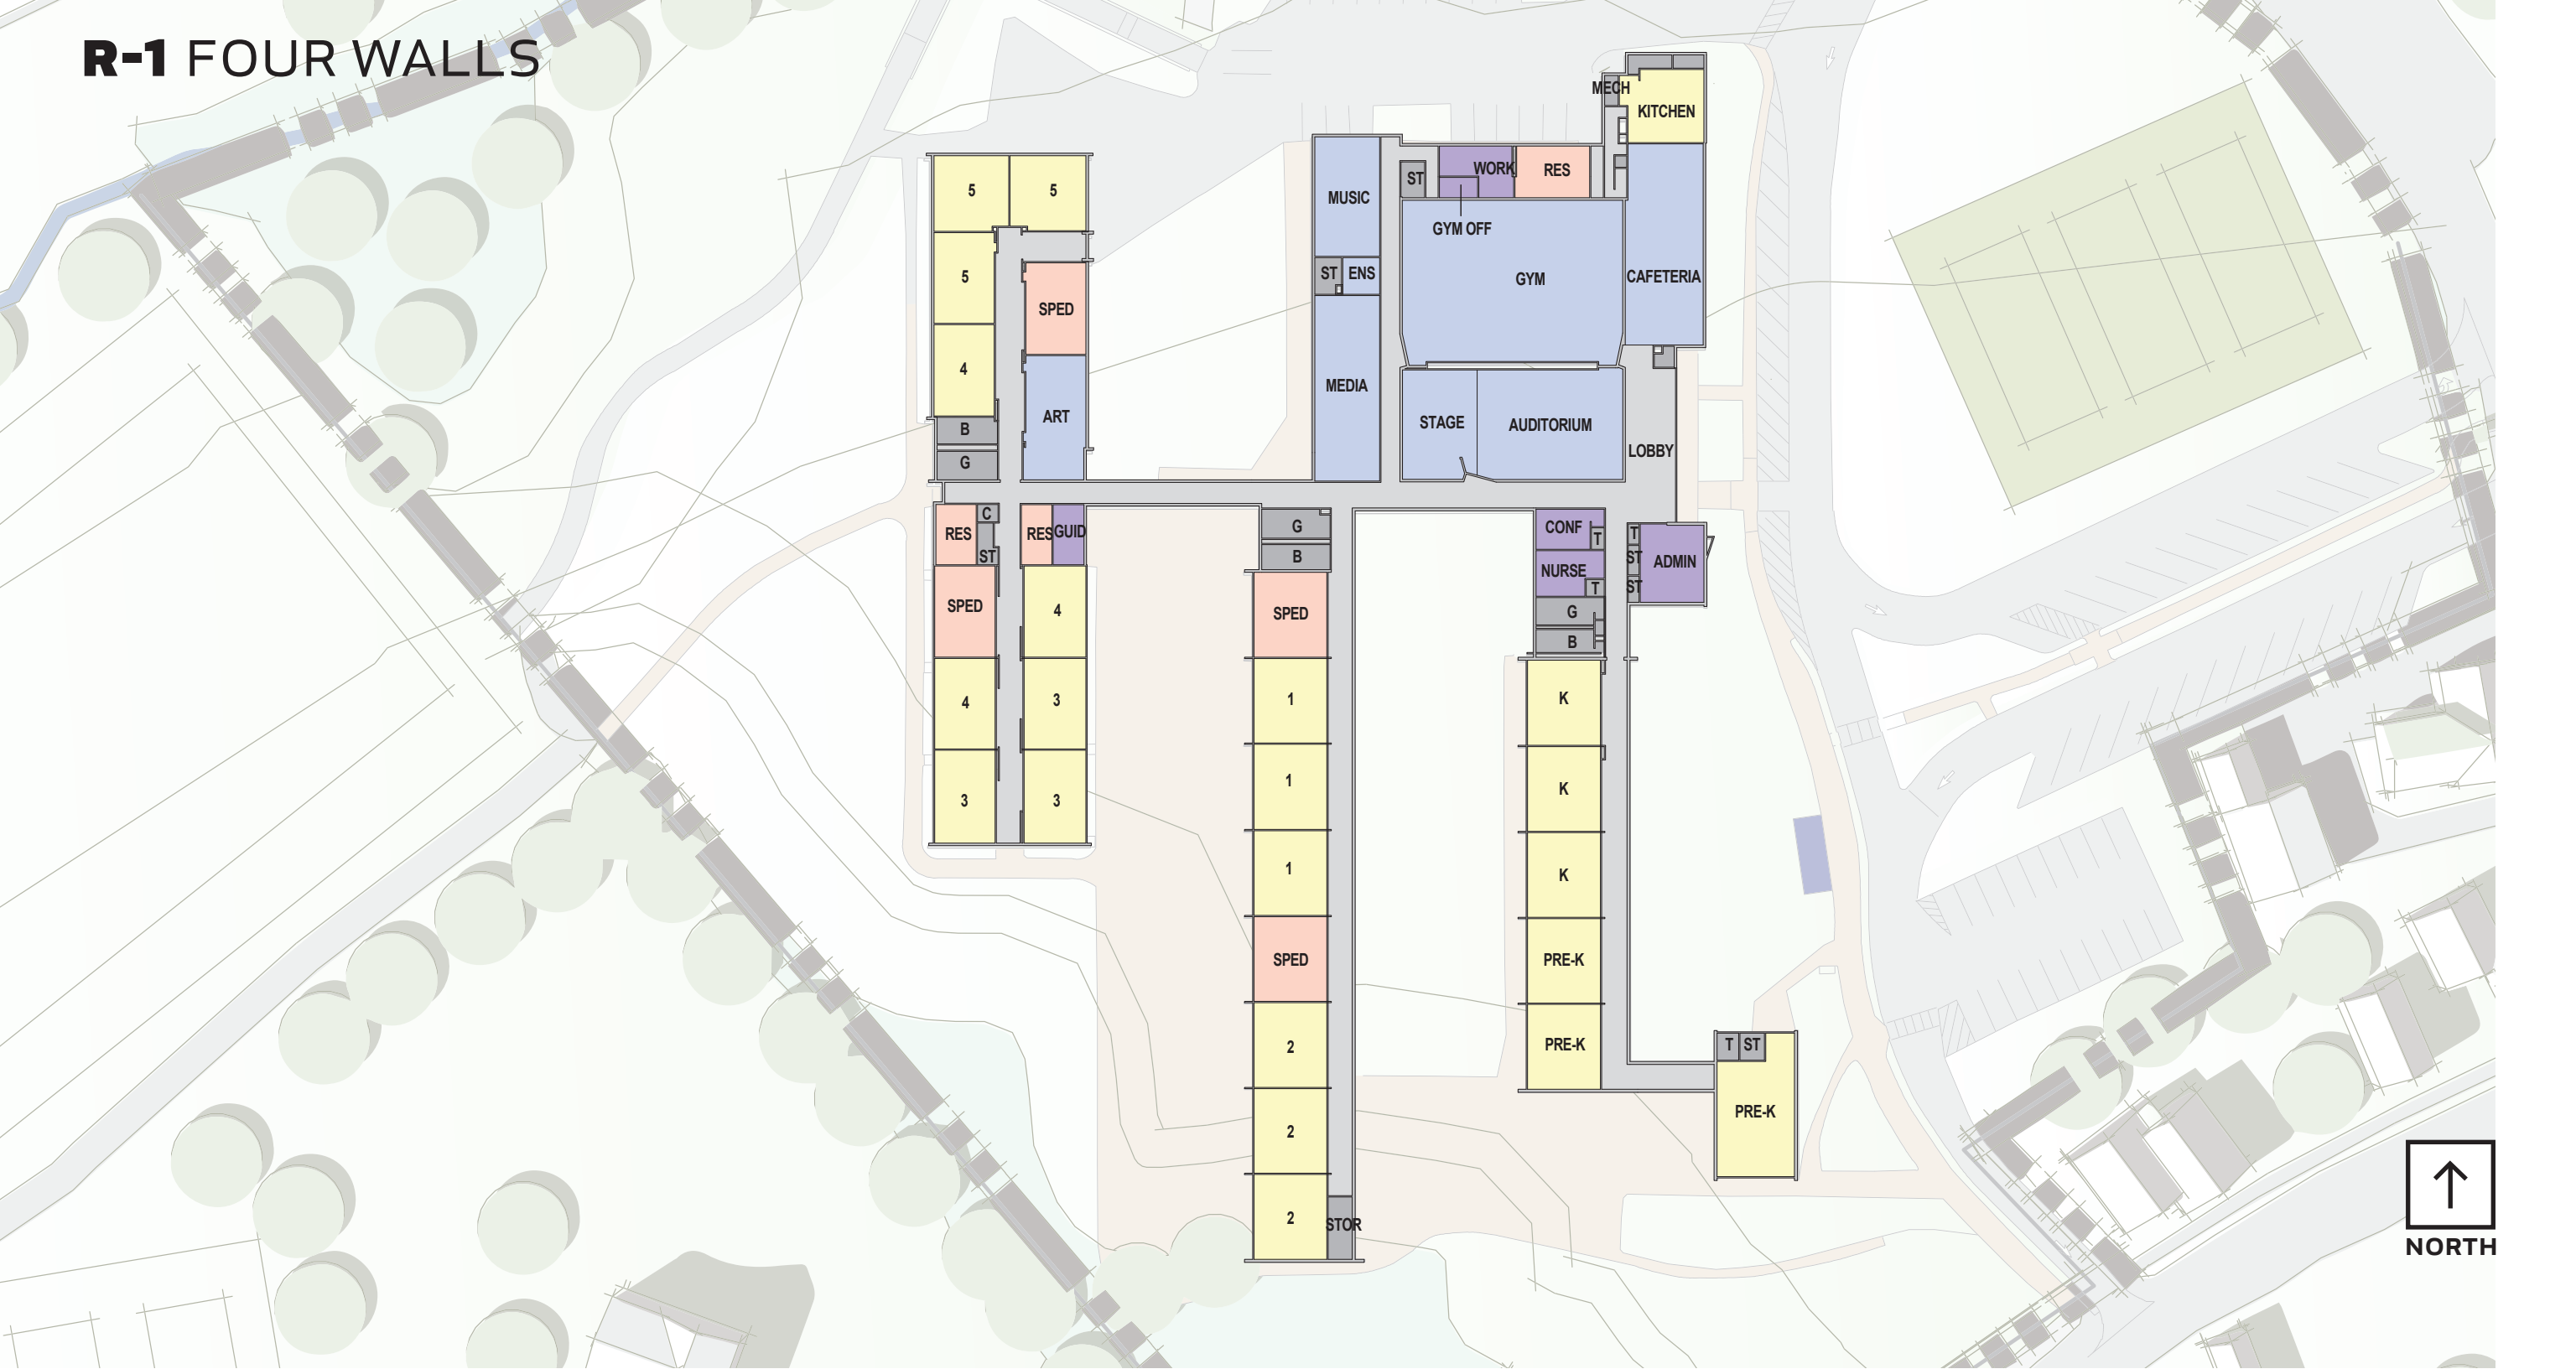 R-1 FOUR WALLS
MECH
KITCHEN
5
5
MUSIC
ST
WORK
RES
GYM OFF
5
ST
ENS
GYM
CAFETERIA
SPED
4
MEDIA
ART
STAGE
AUDITORIUM
B
LOBBY
G
RES
C
ST
RES
GUID
G
B
CONF
T
T
ST
ADMIN
NURSE
T
ST
SPED
4
SPED
G
B
4
3
1
K
3
3
1
K
1
K
SPED
PRE-K
2
PRE-K
T
ST
2
PRE-K
2
STOR
NORTH